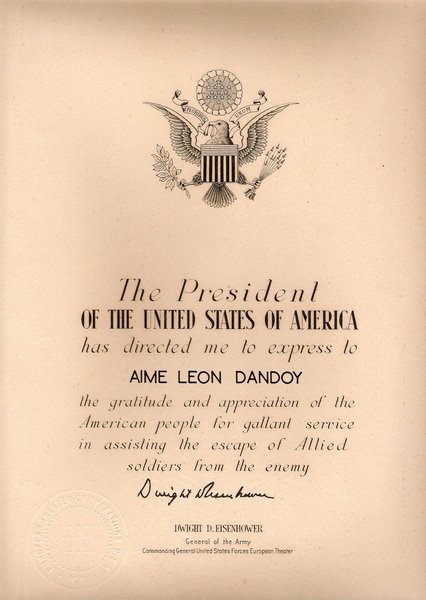 UNUM
The President
OF THE UNITED STATES OF AMERICA
has directed me to express to
AIME LEON DANDOY
the gratitude and appreciation of the
American people for gallant service
in assisting the escape of Allied
soldiers from the enemy
Dwight D Eisenhower
DWIGHT D. EISENHOWER
General of the Army
Commanding General United States Forces European Theater